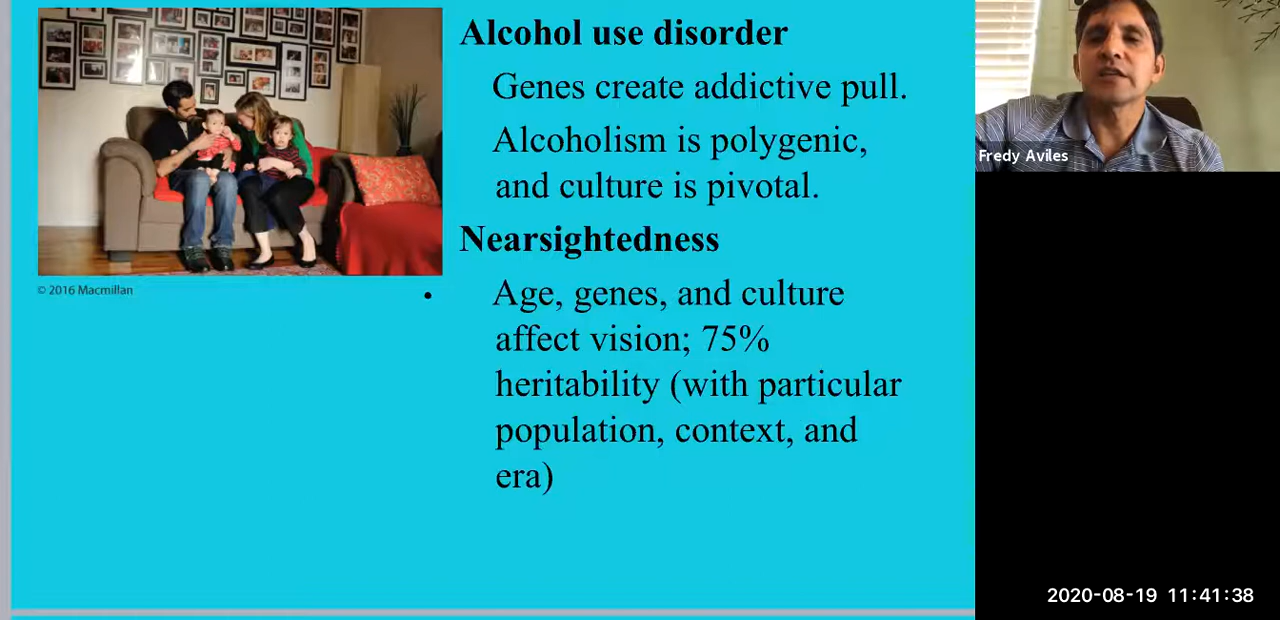 Alcohol use disorder
Genes create addictive pull.
Alcoholism is polygenic,
and culture is pivotal.
Nearsightedness
• Age, genes, and culture
affect vision; 75%
heritability (with particular
population, context, and
era)
© 2016 Macmillan
Fredy Aviles
2020-08-19 11:41:38